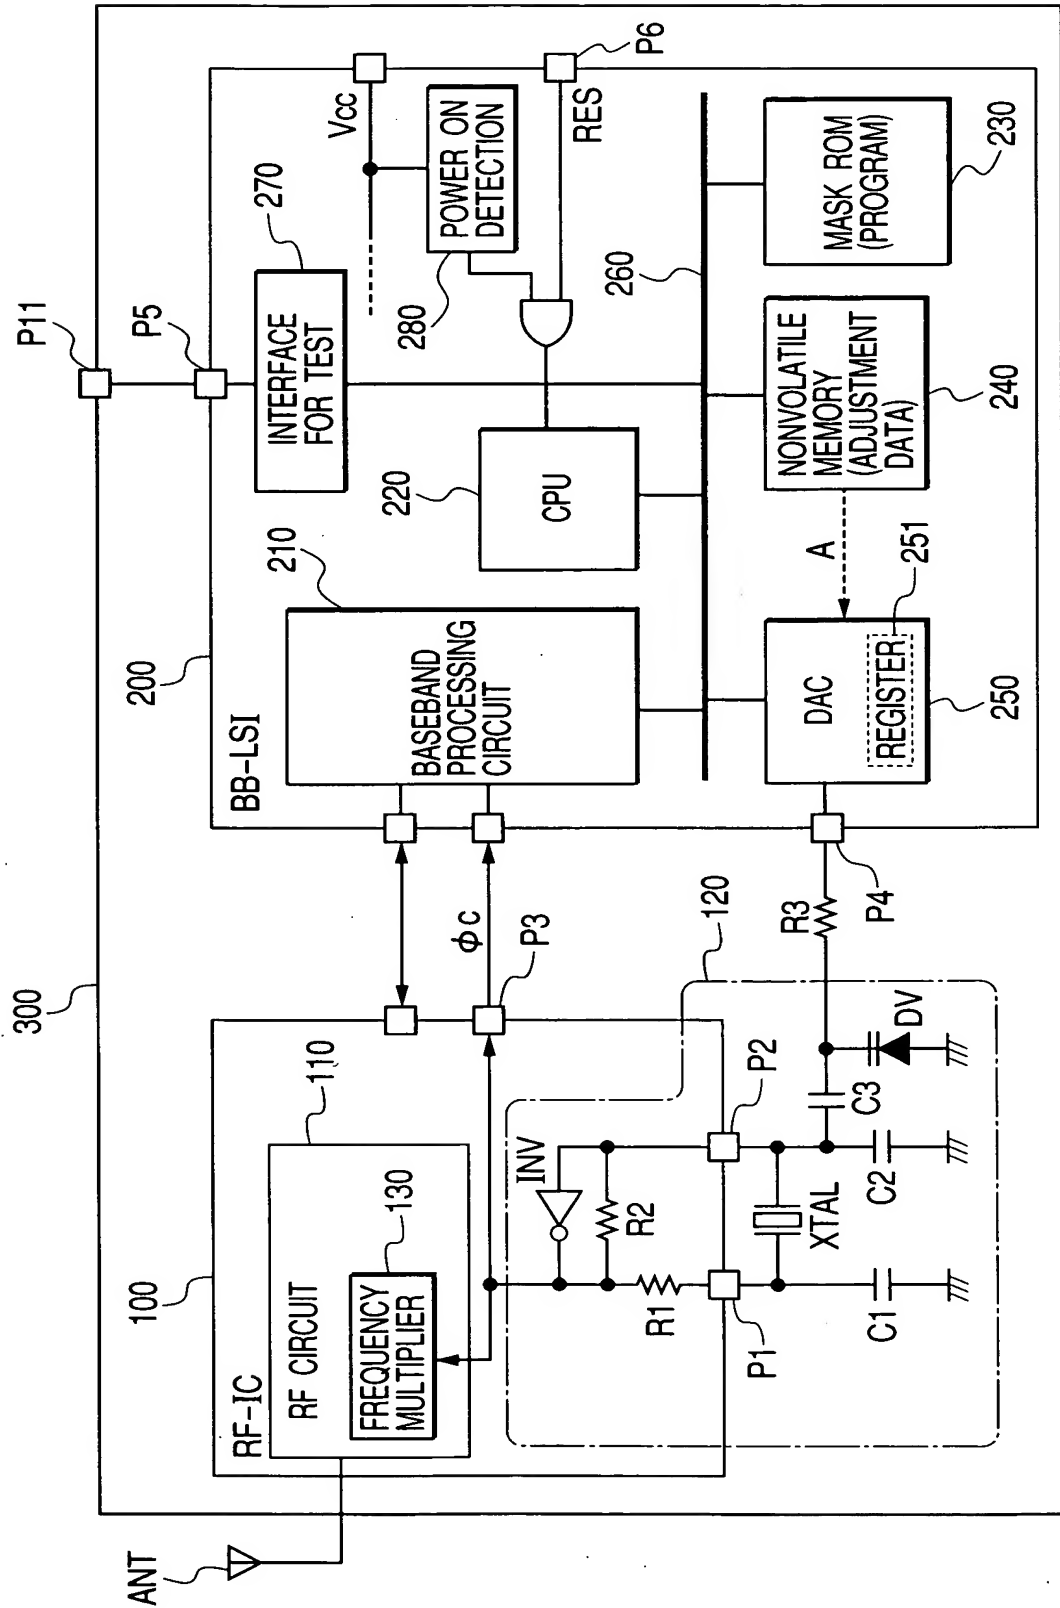 300
P11
ANT
100
RF-IC
RF CIRCUIT
110
FREQUENCY
MULTIPLIER
130
INV
R2
R1
P1
P2
P3
ϕc
XTAL
C1
C2
C3
DV
120
R3
P4
200
BB-LSI
210
BASEBAND
PROCESSING
CIRCUIT
220
CPU
P5
270
INTERFACE
FOR TEST
Vcc
POWER ON
DETECTION
280
RES
P6
260
DAC
REGISTER
250
251
A
NONVOLATILE
MEMORY
(ADJUSTMENT
DATA)
240
MASK ROM
(PROGRAM)
230